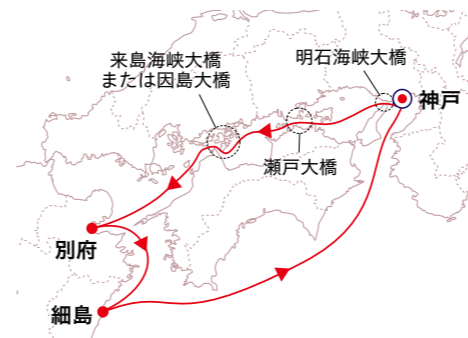 来島海峡大橋
または因島大橋
明石海峡大橋
神戸
瀬戸大橋
別府
細島